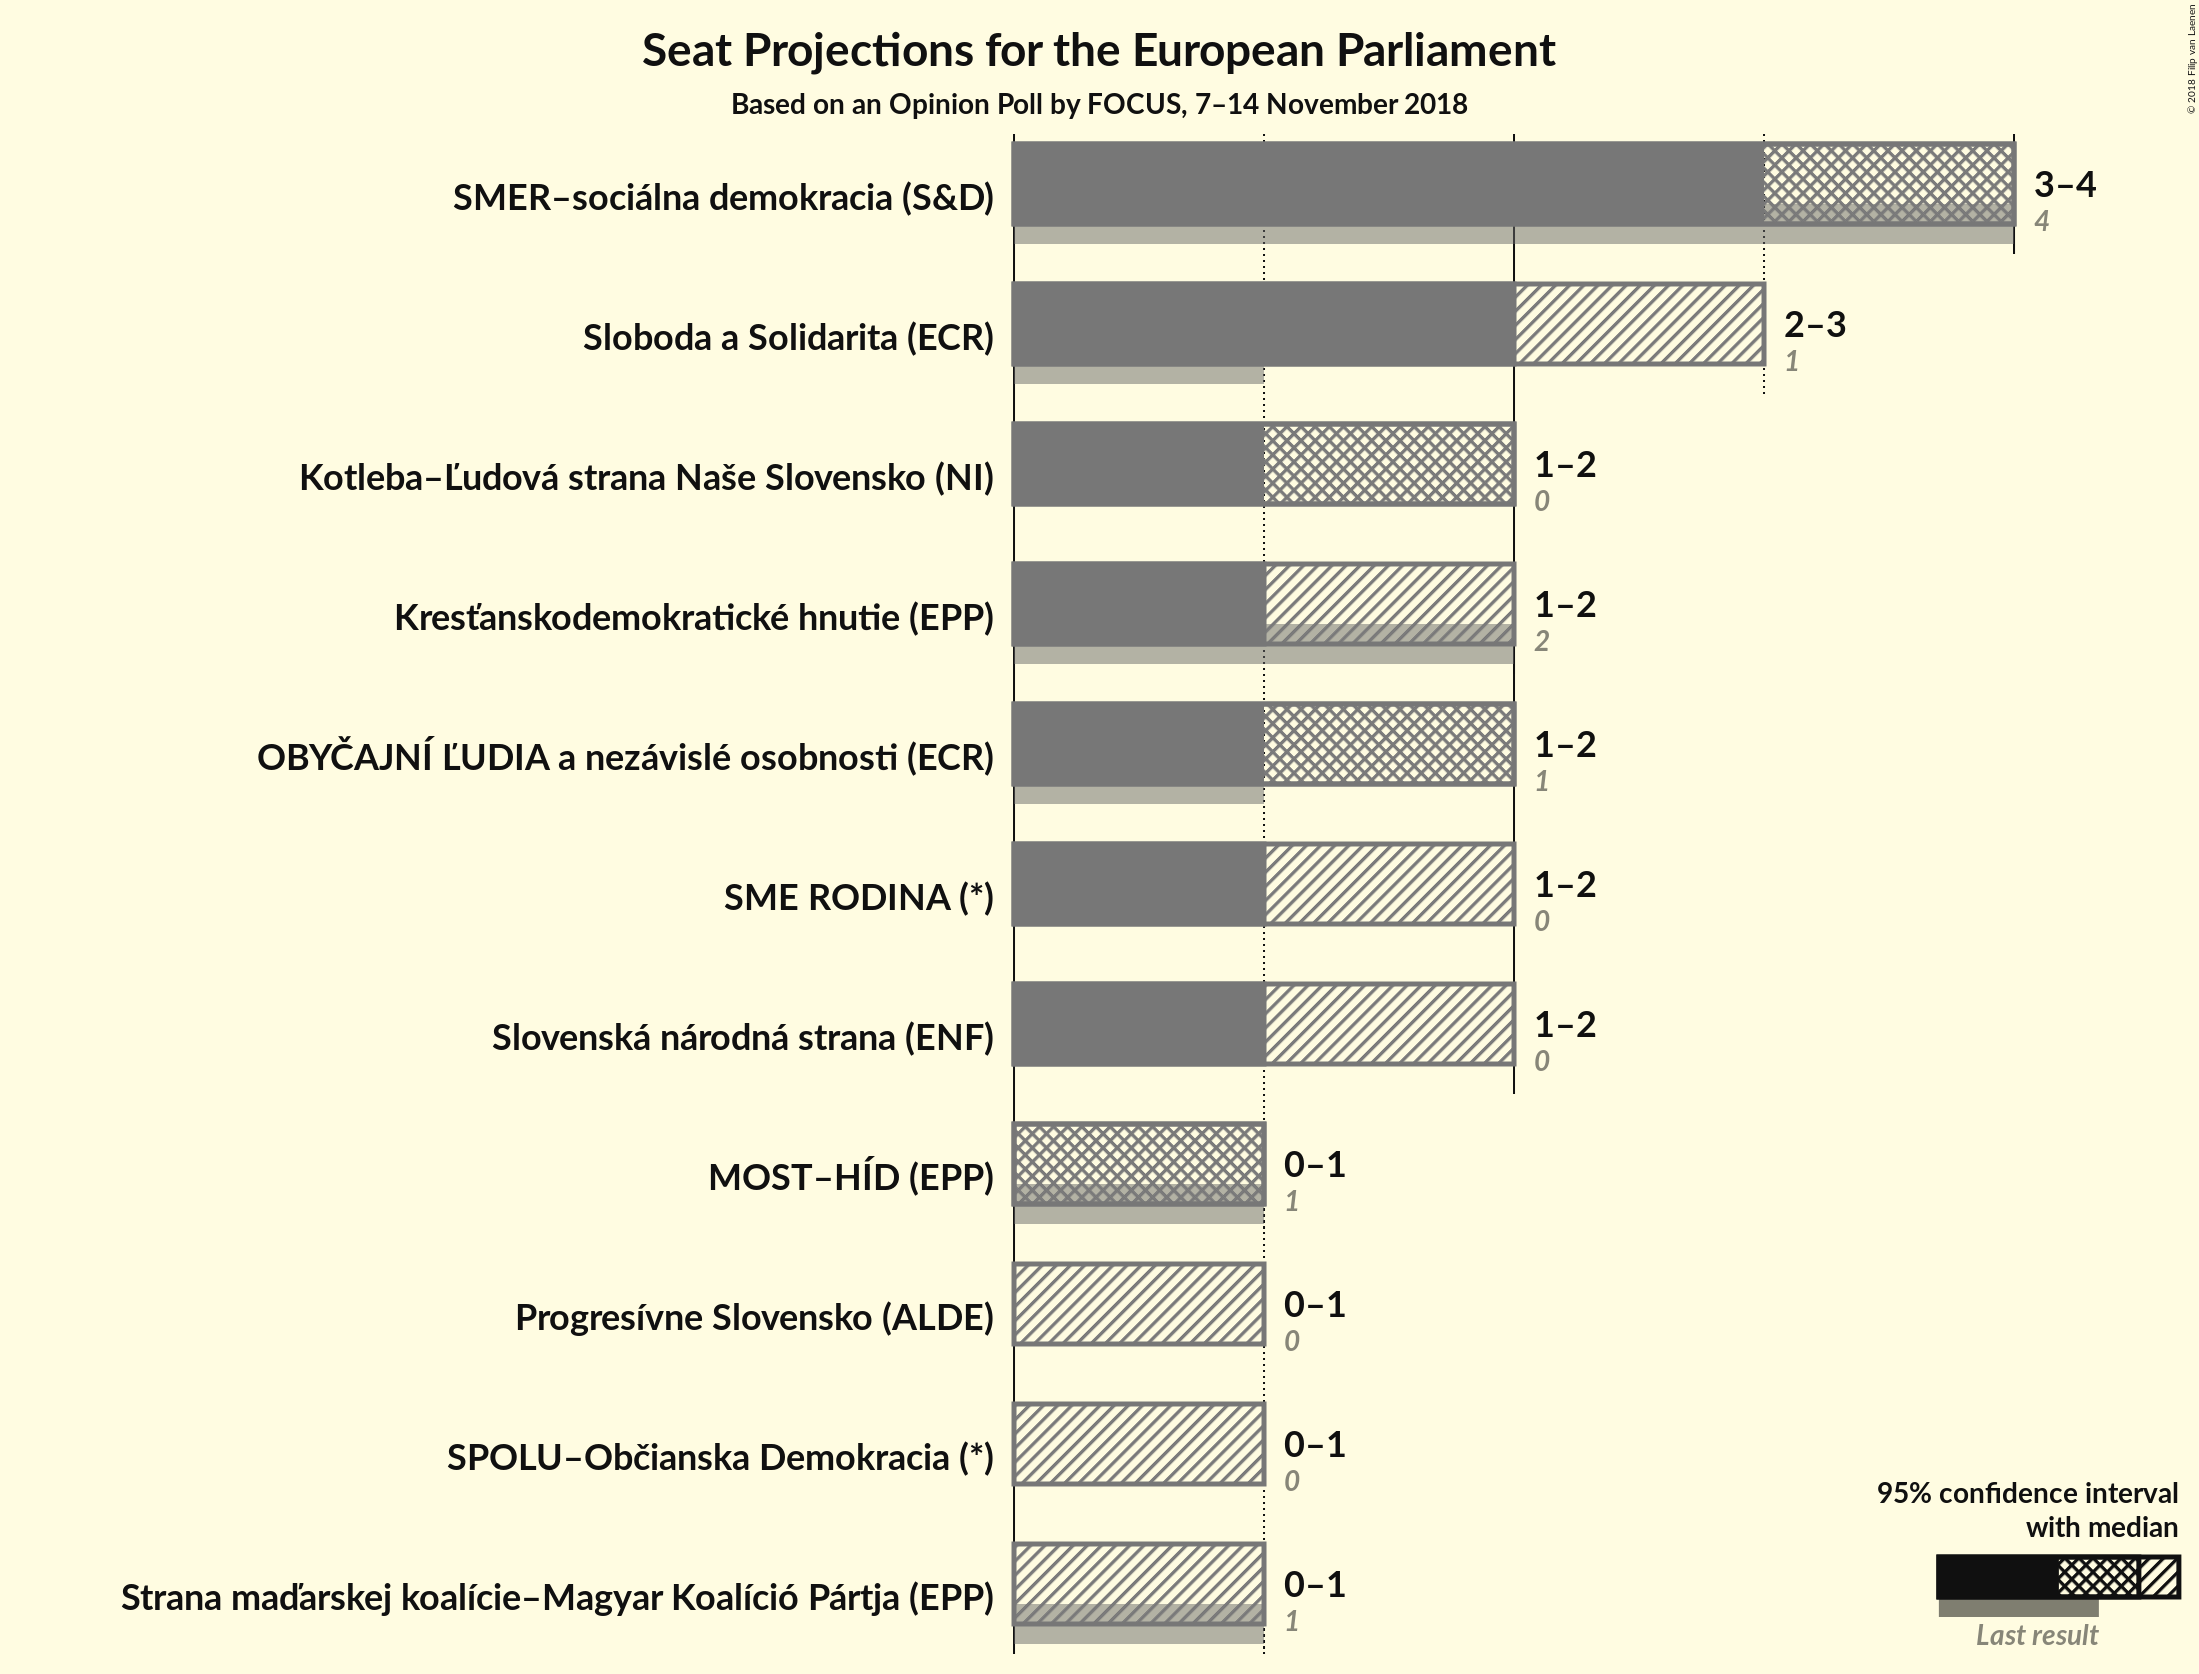 Seat Projections for the European Parliament
Based on an Opinion Poll by FOCUS, 7–14 November 2018
© 2018 Filip van Laenen
SMER–sociálna demokracia (S&D)
3–4
4
Sloboda a Solidarita (ECR)
2–3
1
Kotleba–Ľudová strana Naše Slovensko (NI)
1–2
0
Kresťanskodemokratické hnutie (EPP)
1–2
2
OBYČAJNÍ ĽUDIA a nezávislé osobnosti (ECR)
1–2
1
SME RODINA (*)
1–2
0
Slovenská národná strana (ENF)
1–2
0
MOST–HÍD (EPP)
0–1
1
Progresívne Slovensko (ALDE)
0–1
0
SPOLU–Občianska Demokracia (*)
0–1
0
Strana maďarskej koalície–Magyar Koalíció Pártja (EPP)
0–1
1
95% confidence interval
with median
Last result